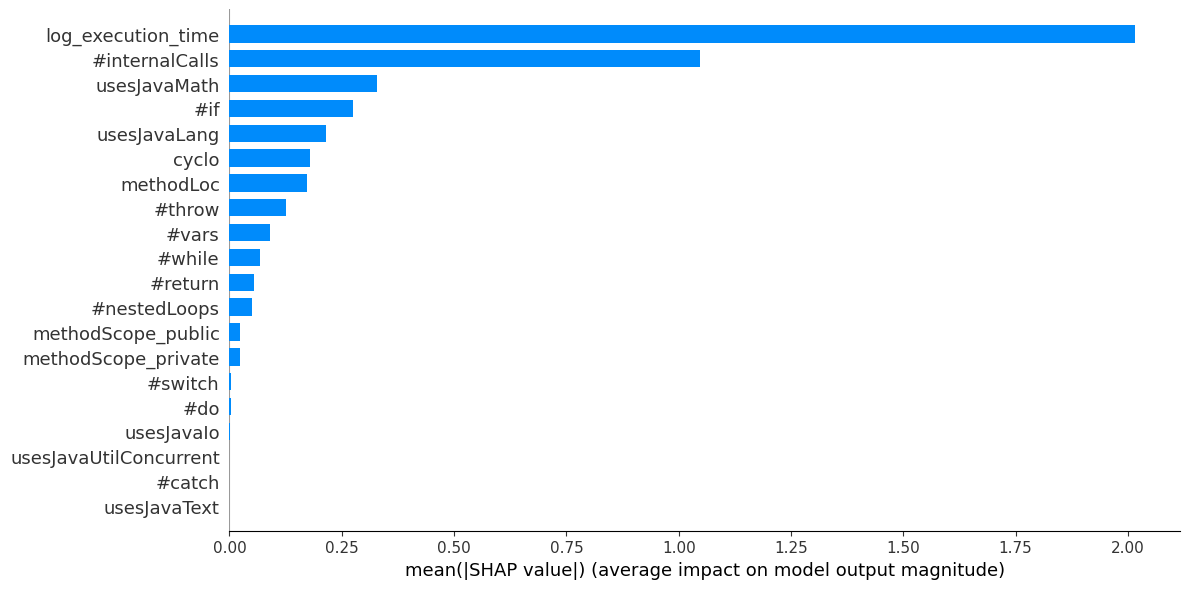 log_execution_time
#internalCalls
usesJavaMath
#if
usesJavaLang
cyclo
methodLoc
#throw
#vars
#while
#return
#nestedLoops
methodScope_public
methodScope_private
#switch
#do
usesJavaIo
usesJavaUtilConcurrent
#catch
usesJavaText
0.00 0.25 0.50 0.75 1.00 1.25 1.50 1.75 2.00
mean(|SHAP value|) (average impact on model output magnitude)